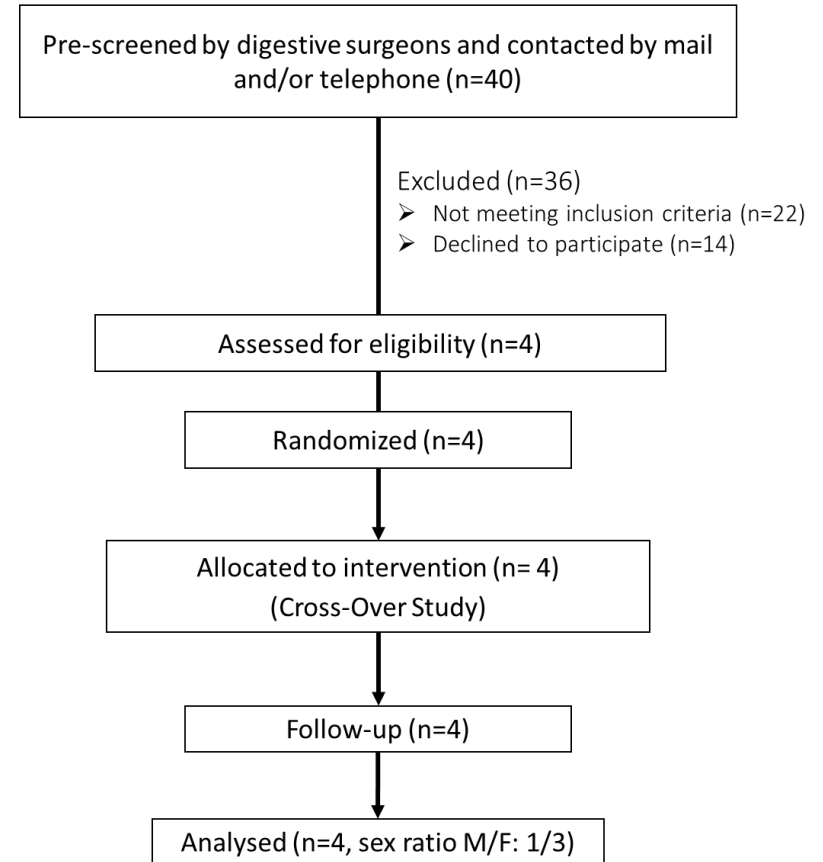 Pre-screened by digestive surgeons and contacted by mail
and/or telephone (n=40)
Excluded (n=36)
➢ Not meeting inclusion criteria (n=22)
➢ Declined to participate (n=14)
Assessed for eligibility (n=4)
Randomized (n=4)
Allocated to intervention (n= 4)
(Cross-Over Study)
Follow-up (n=4)
Analysed (n=4, sex ratio M/F: 1/3)